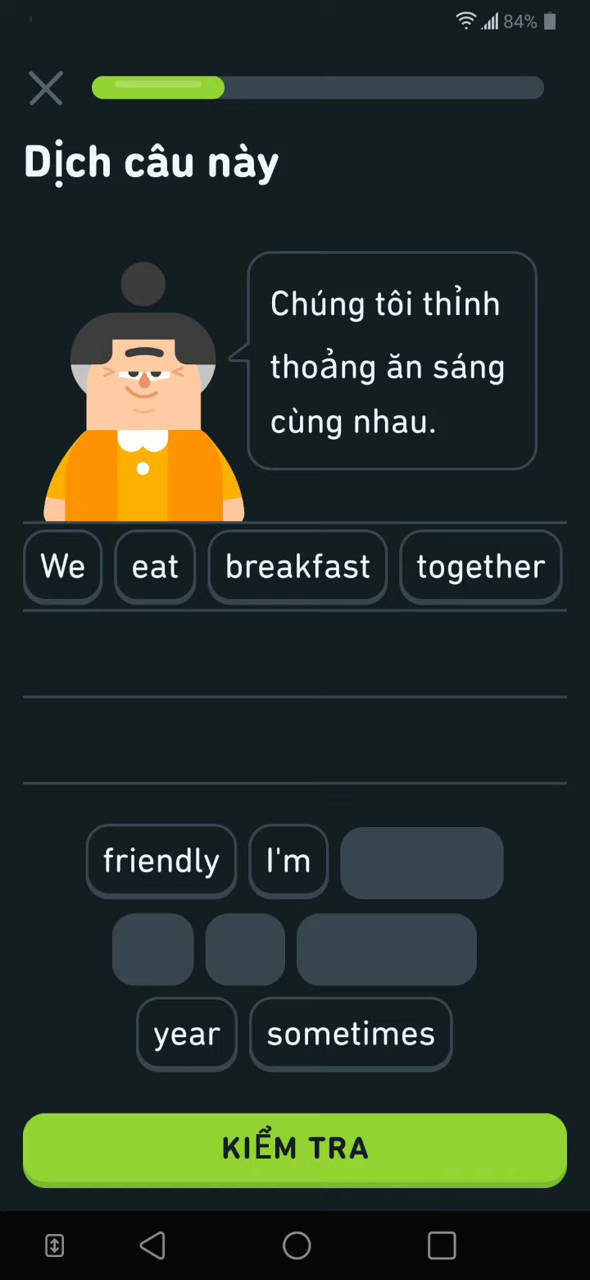 84%
Dịch câu này
Chúng tôi thỉnh
thoảng ăn sáng
cùng nhau.
We eat breakfast together
friendly I'm
year sometimes
KIỂM TRA